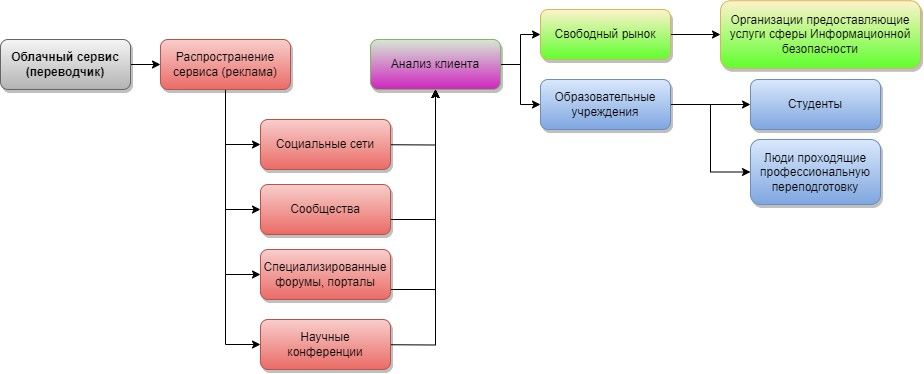 Облачный сервис
(переводчик)
Распространение
сервиса (реклама)
Социальные сети
Сообщества
Специализированные
форумы, порталы
Научные
конференции
Анализ клиента
Свободный рынок
Организации предоставляющие
услуги сферы Информационной
безопасности
Образовательные
учреждения
Студенты
Люди проходящие
профессиональную
переподготовку